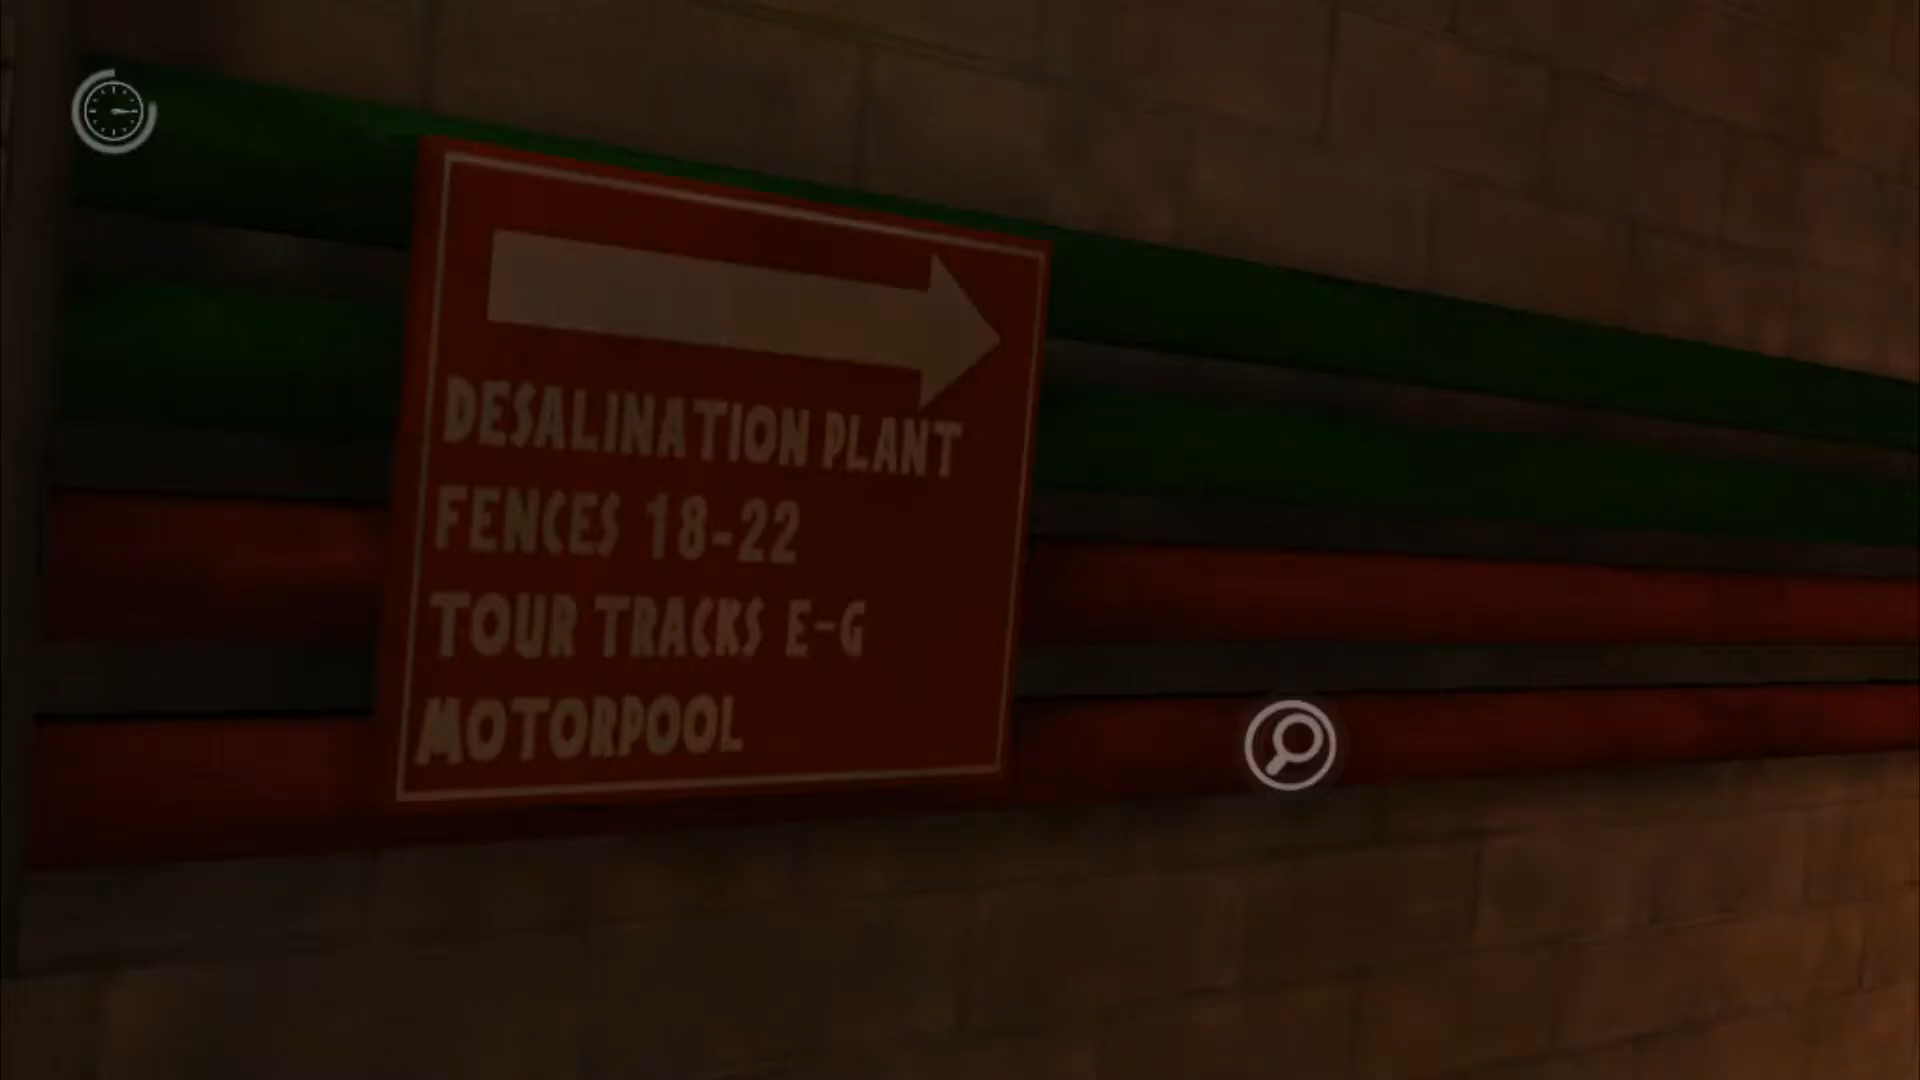 DESALINATION PLANT
FENCES 18-22
TOUR TRACKS E-G
MOTORPOOL